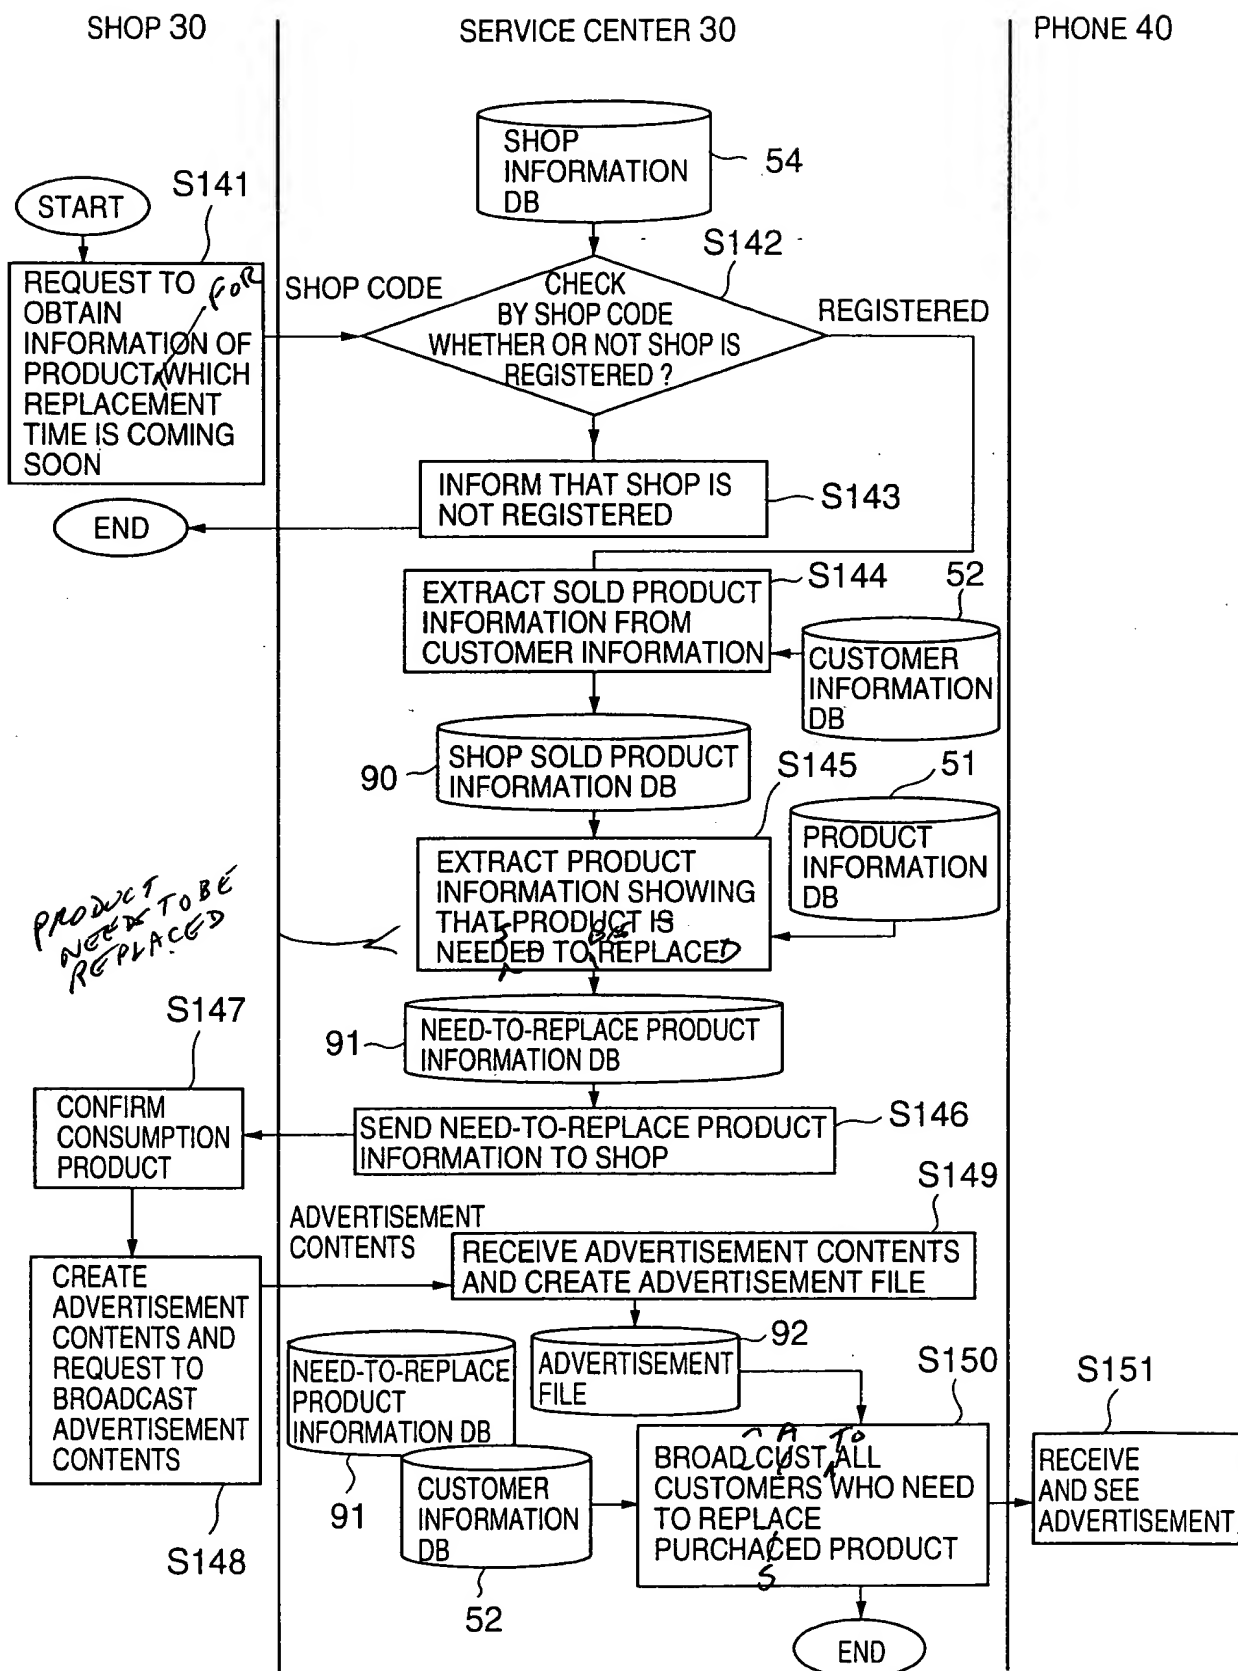 SHOP 30
SERVICE CENTER 30
PHONE 40
SHOP
INFORMATION
DB
54
START
S141
S142
REQUEST TO
OBTAIN
INFORMATION OF
PRODUCT WHICH
REPLACEMENT
TIME IS COMING
SOON
FOR
SHOP CODE
CHECK
BY SHOP CODE
WHETHER OR NOT SHOP IS
REGISTERED ?
REGISTERED
INFORM THAT SHOP IS
NOT REGISTERED
S143
END
S144
EXTRACT SOLD PRODUCT
INFORMATION FROM
CUSTOMER INFORMATION
52
CUSTOMER
INFORMATION
DB
SHOP SOLD PRODUCT
INFORMATION DB
90
S145
51
PRODUCT
INFORMATION
DB
EXTRACT PRODUCT
INFORMATION SHOWING
THAT PRODUCT IS
NEEDED TO REPLACED
S
BE
PRODUCT
NEEDS TO BE
REPLACED
NEED-TO-REPLACE PRODUCT
INFORMATION DB
91
S147
CONFIRM
CONSUMPTION
PRODUCT
SEND NEED-TO-REPLACE PRODUCT
INFORMATION TO SHOP
S146
S149
ADVERTISEMENT
CONTENTS
RECEIVE ADVERTISEMENT CONTENTS
AND CREATE ADVERTISEMENT FILE
CREATE
ADVERTISEMENT
CONTENTS AND
REQUEST TO
BROADCAST
ADVERTISEMENT
CONTENTS
S148
NEED-TO-REPLACE
PRODUCT
INFORMATION DB
91
ADVERTISEMENT
FILE
92
CUSTOMER
INFORMATION
DB
52
S150
A TO
BROAD CUST ALL
CUSTOMERS WHO NEED
TO REPLACE
PURCHACED PRODUCT
S
S151
RECEIVE
AND SEE
ADVERTISEMENT
END